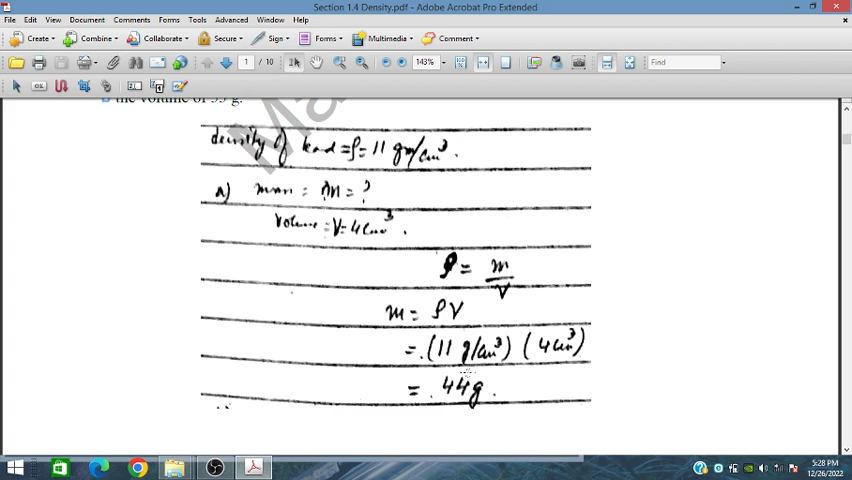 Section 1.4 Density.pdf - Adobe Acrobat Pro Extended
File Edit View Document Comments Forms Tools Advanced Window Help
Create Combine Collaborate Secure Sign Forms Multimedia Comment
1 / 10 143% Find
b the volume of 55 g.
density of lead = ρ = 11 gm/cm³.
a) mass = m = ?
Volume = V = 4cm³.
ρ = m/V
m = ρV
= (11 g/cm³) (4cm³)
= 44g.
5:28 PM
12/26/2022